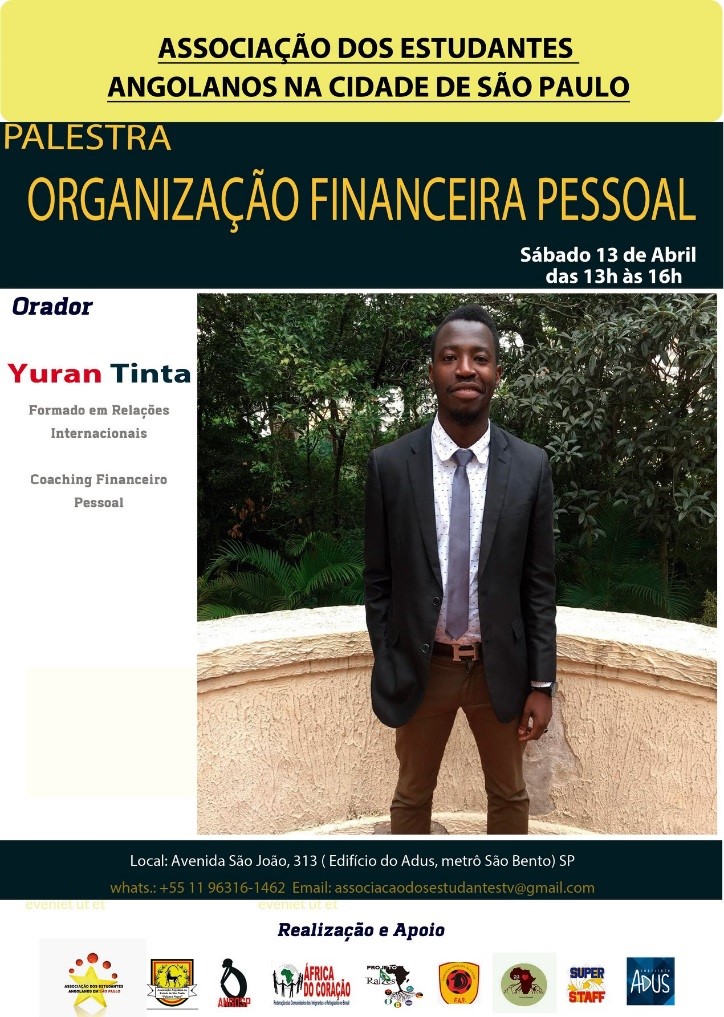 ASSOCIAÇÃO DOS ESTUDANTES
ANGOLANOS NA CIDADE DE SÃO PAULO
PALESTRA
ORGANIZAÇÃO FINANCEIRA PESSOAL
Sábado 13 de Abril
das 13h às 16h
Orador
Yuran Tinta
Formado em Relações
Internacionais
Coaching Financeiro
Pessoal
Local: Avenida São João, 313 ( Edifício do Adus, metrô São Bento) SP
whats.: +55 11 96316-1462 Email: associacaodosestudantestv@gmail.com
eveniet ut et eveniet ut et
Realização e Apoio
ASSOCIAÇÃO DOS ESTUDANTES
ANGOLANOS EM SÃO PAULO
ÁFRICA
DO CORAÇÃO
PROJETO
Raízes
F.A.P.
SUPER
STAFF
INSTITUTO
ADUS